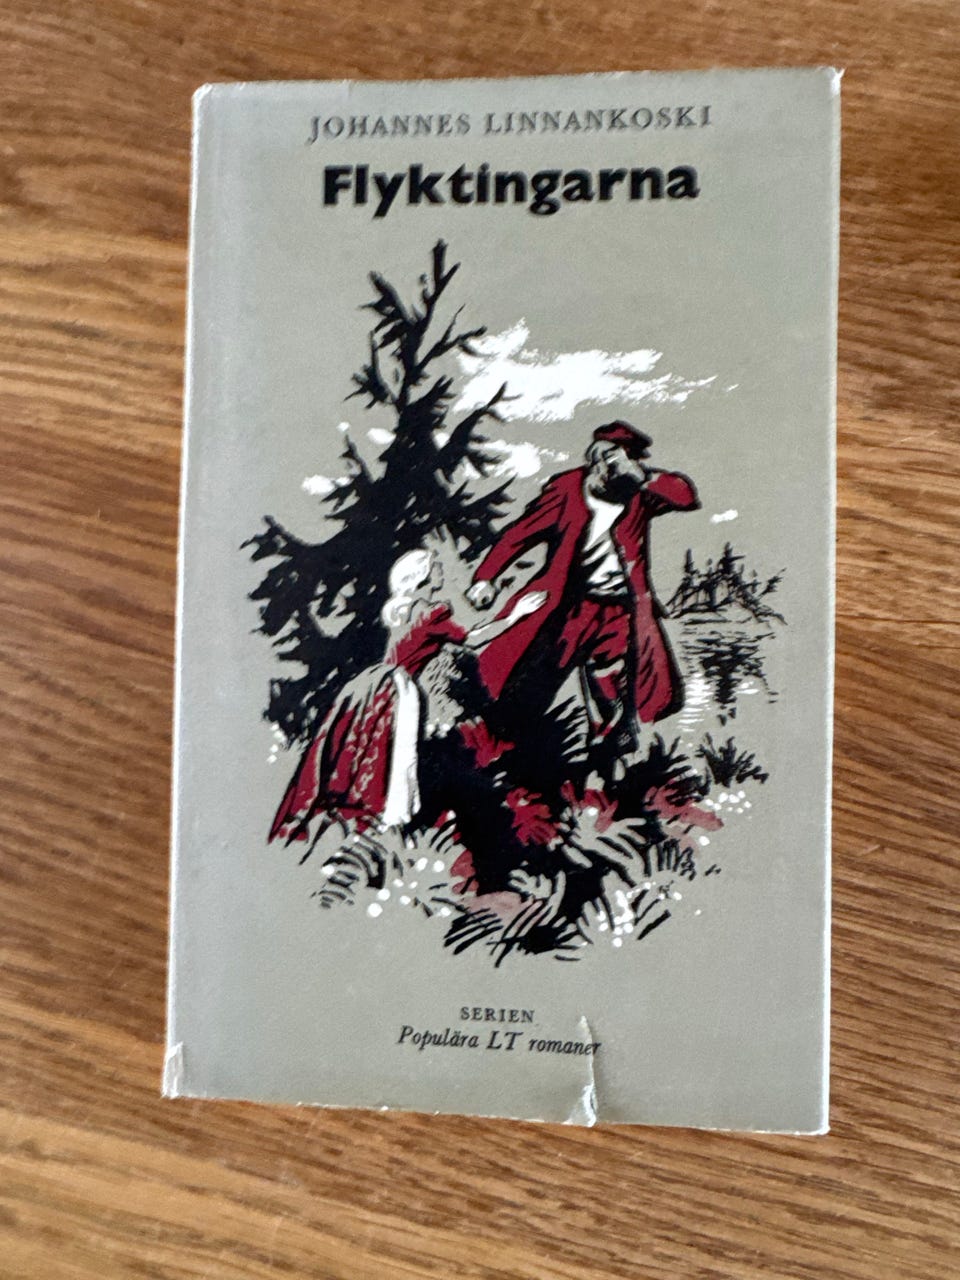 JOHANNES LINNANKOSKI
Flyktingarna
SERIEN
Populära LT romaner